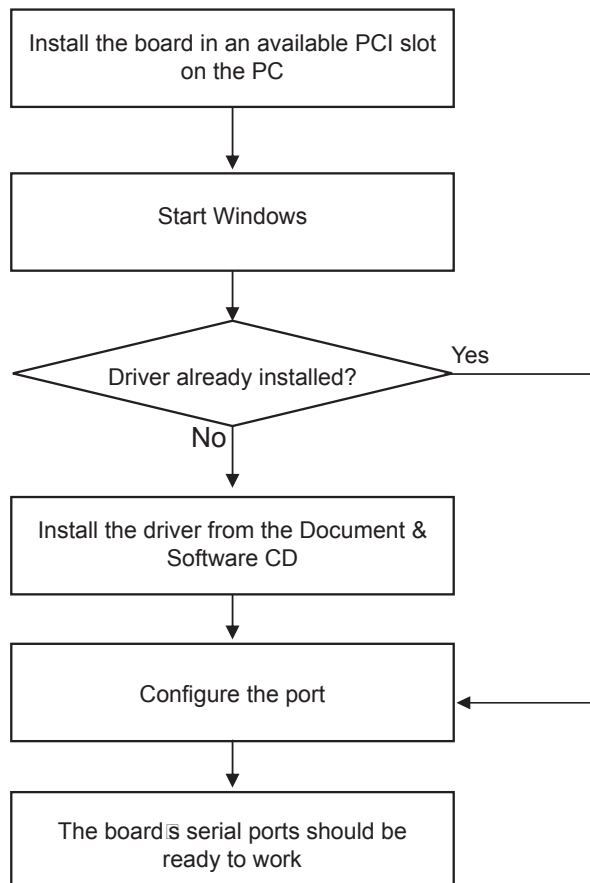 Install the board in an available PCI slot
on the PC
Start Windows
Driver already installed?
Yes
No
Install the driver from the Document &
Software CD
Configure the port
The board s serial ports should be
ready to work